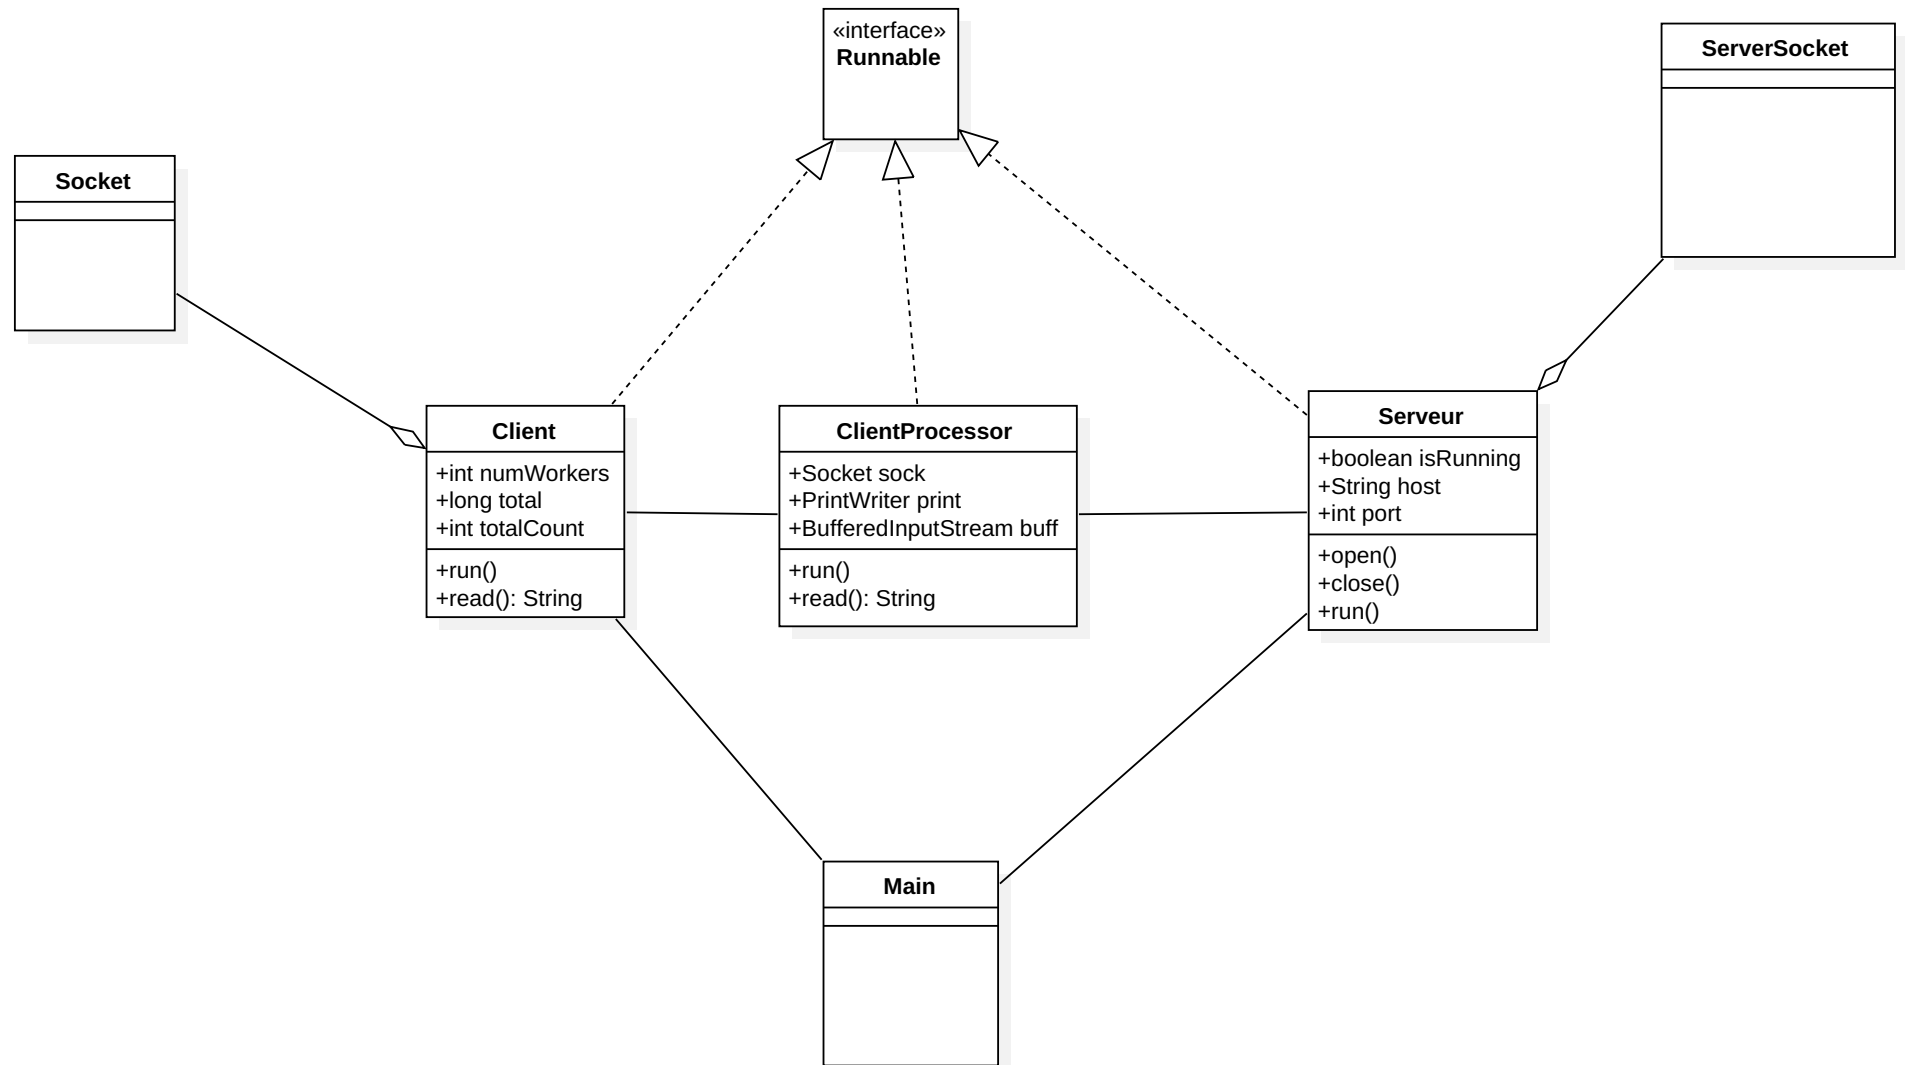 «interface»
Runnable
ServerSocket
Socket
Client
+int numWorkers
+long total
+int totalCount
+run()
+read(): String
ClientProcessor
+Socket sock
+PrintWriter print
+BufferedInputStream buff
+run()
+read(): String
Serveur
+boolean isRunning
+String host
+int port
+open()
+close()
+run()
Main